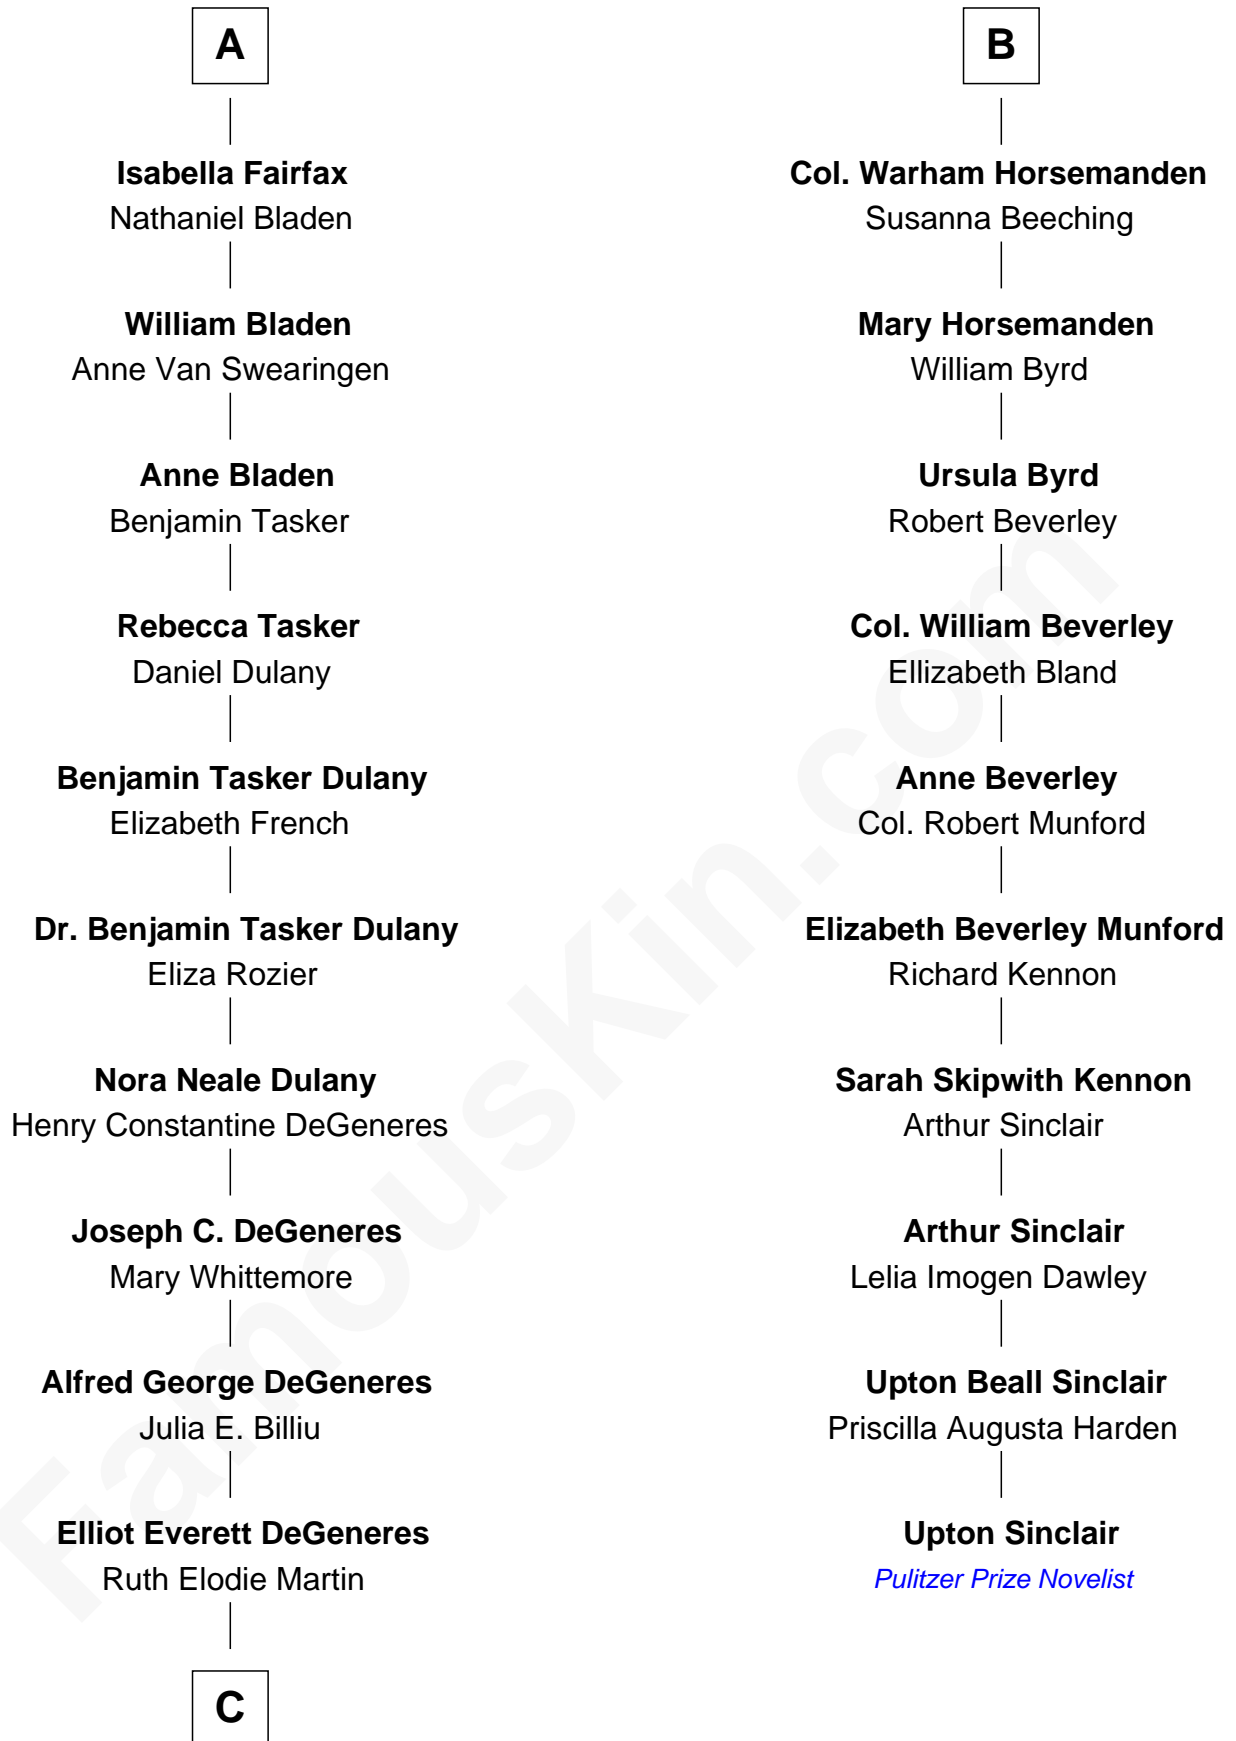 A
Isabella Fairfax
Nathaniel Bladen
William Bladen
Anne Van Swearingen
Anne Bladen
Benjamin Tasker
Rebecca Tasker
Daniel Dulany
Benjamin Tasker Dulany
Elizabeth French
Dr. Benjamin Tasker Dulany
Eliza Rozier
Nora Neale Dulany
Henry Constantine DeGeneres
Joseph C. DeGeneres
Mary Whittemore
Alfred George DeGeneres
Julia E. Billiu
Elliot Everett DeGeneres
Ruth Elodie Martin
C
B
Col. Warham Horsemanden
Susanna Beeching
Mary Horsemanden
William Byrd
Ursula Byrd
Robert Beverley
Col. William Beverley
Ellizabeth Bland
Anne Beverley
Col. Robert Munford
Elizabeth Beverley Munford
Richard Kennon
Sarah Skipwith Kennon
Arthur Sinclair
Arthur Sinclair
Lelia Imogen Dawley
Upton Beall Sinclair
Priscilla Augusta Harden
Upton Sinclair
Pulitzer Prize Novelist
FamousKin.com